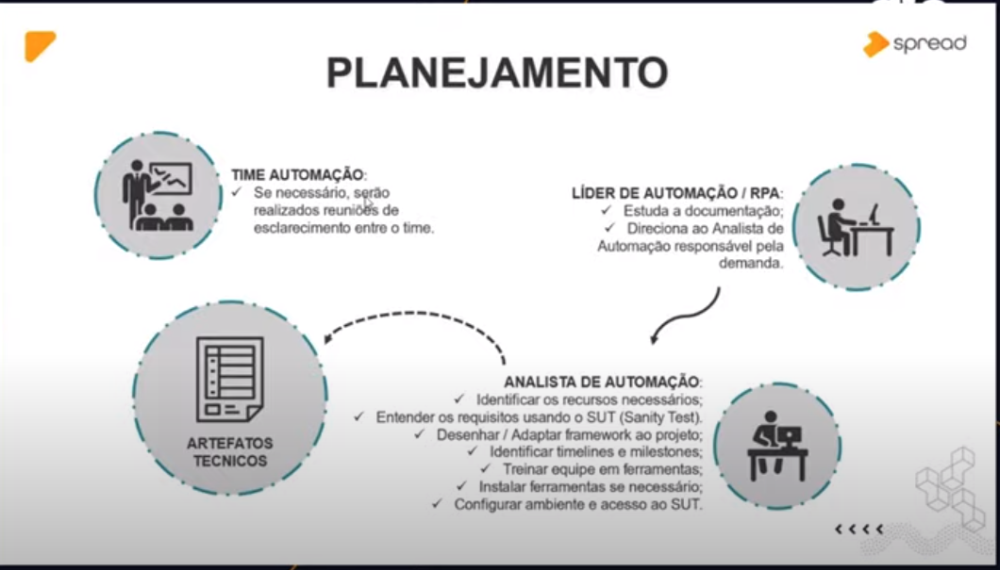 spread
PLANEJAMENTO
TIME AUTOMAÇÃO:
✓ Se necessário, serão
realizados reuniões de
esclarecimento entre o time.
LÍDER DE AUTOMAÇÃO / RPA:
✓ Estuda a documentação;
✓ Direciona ao Analista de
Automação responsável pela
demanda.
ANALISTA DE AUTOMAÇÃO:
✓ Identificar os recursos necessários;
✓ Entender os requisitos usando o SUT (Sanity Test).
✓ Desenhar / Adaptar framework ao projeto;
✓ Identificar timelines e milestones;
✓ Treinar equipe em ferramentas;
✓ Instalar ferramentas se necessário;
✓ Configurar ambiente e acesso ao SUT.
ARTEFATOS
TECNICOS